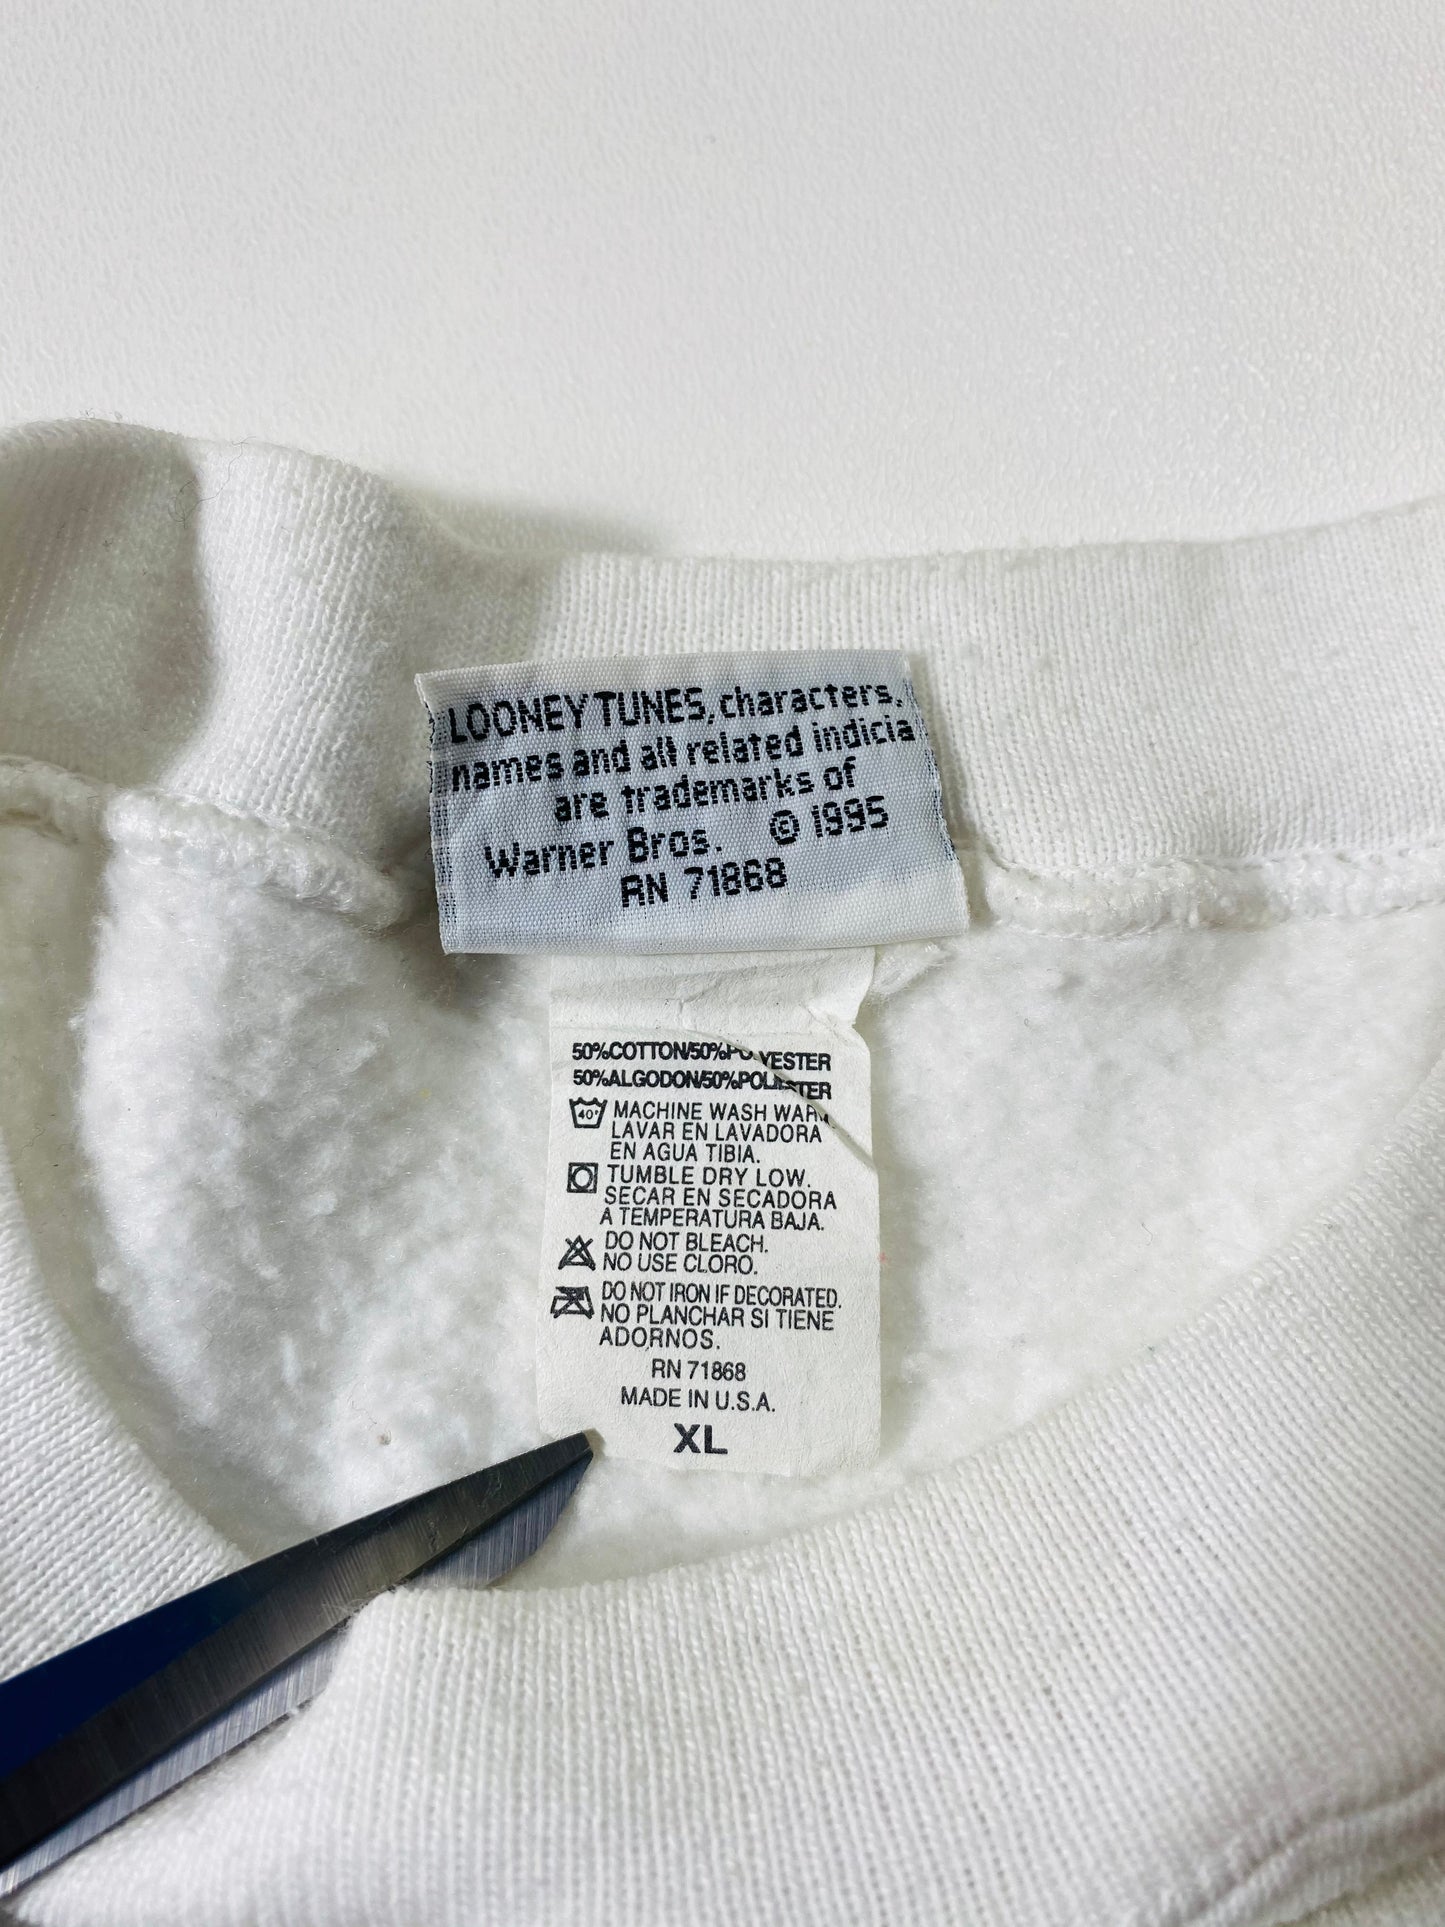 LOONEY TUNES, characters,
names and all related indicia
are trademarks of
Warner Bros. © 1995
RN 71868
50%COTTON/50%POLYESTER
50%ALGODON/50%POLIESTER
40° MACHINE WASH WARM.
LAVAR EN LAVADORA
EN AGUA TIBIA.
TUMBLE DRY LOW.
SECAR EN SECADORA
A TEMPERATURA BAJA.
DO NOT BLEACH.
NO USE CLORO.
DO NOT IRON IF DECORATED.
NO PLANCHAR SI TIENE
ADORNOS.
RN 71868
MADE IN U.S.A.
XL